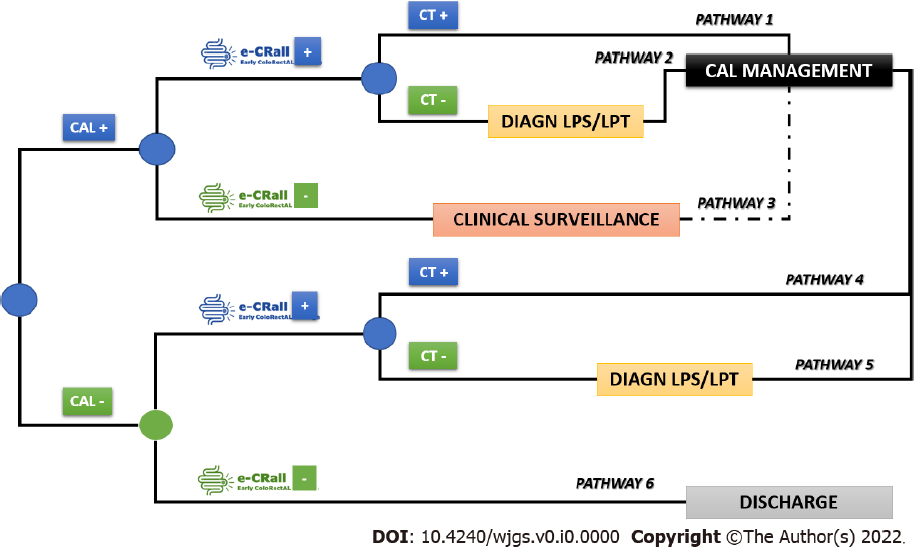 CT +
PATHWAY 1
e-CRall +
Early ColoRectAL
PATHWAY 2
CAL MANAGEMENT
CT -
DIAGN LPS/LPT
CAL +
e-CRall -
Early ColoRectAL
CLINICAL SURVEILLANCE
PATHWAY 3
CT +
PATHWAY 4
e-CRall +
Early ColoRectAL
CT -
DIAGN LPS/LPT
PATHWAY 5
CAL -
e-CRall -
Early ColoRectAL
PATHWAY 6
DISCHARGE
DOI: 10.4240/wjgs.v0.i0.0000 Copyright ©The Author(s) 2022.